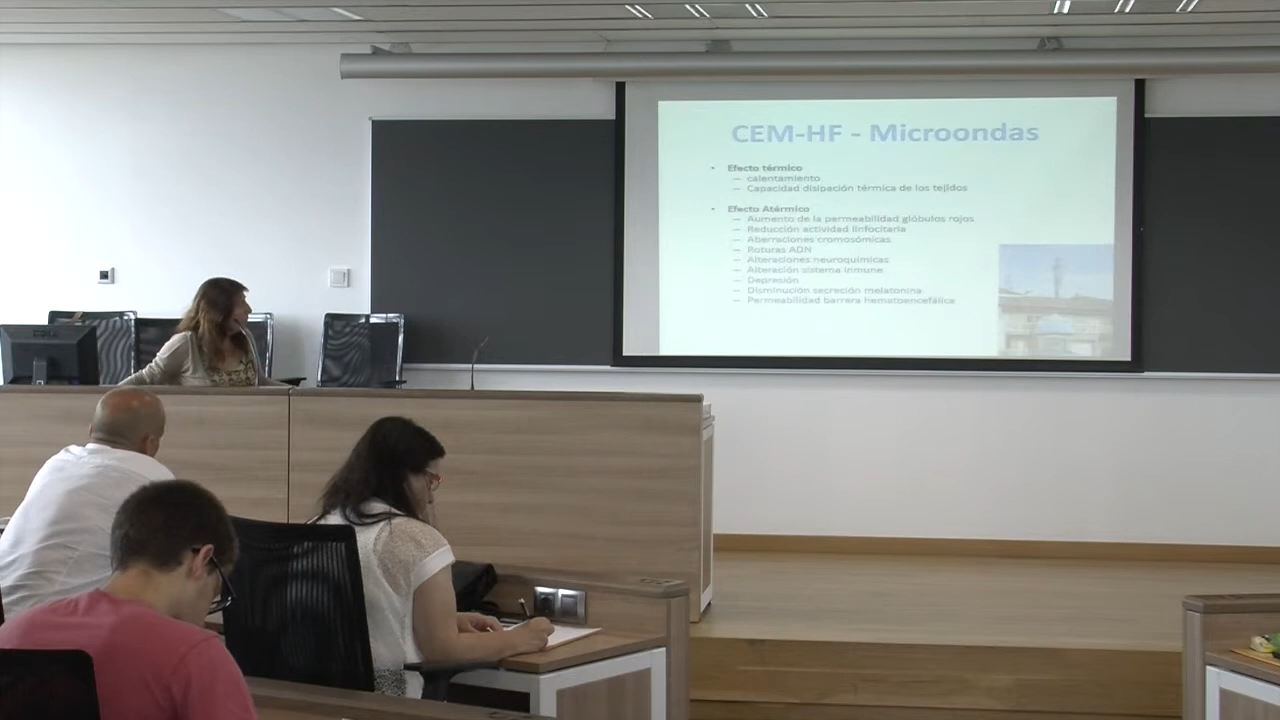 CEM-HF - Microondas
• Efecto térmico
– calentamiento
– Capacidad disipación térmica de los tejidos
• Efecto Atérmico
– Aumento de la permeabilidad glóbulos rojos
– Reducción actividad linfocitaria
– Aberraciones cromosómicas
– Roturas ADN
– Alteraciones neuroquímicas
– Alteración sistema inmune
– Depresión
– Disminución secreción melatonina
– Permeabilidad barrera hematoencefálica